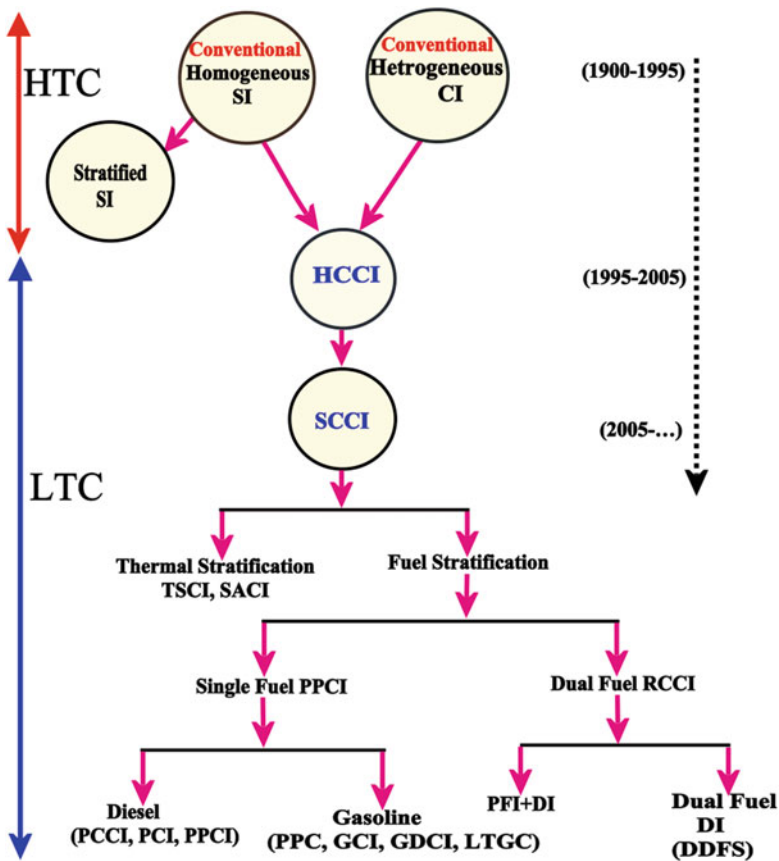 HTC
Conventional
Homogeneous
SI
Conventional
Hetrogeneous
CI
(1900-1995)
Stratified
SI
HCCI
(1995-2005)
SCCI
(2005-...)
LTC
Thermal Stratification
TSCI, SACI
Fuel Stratification
Single Fuel PPCI
Dual Fuel RCCI
Diesel
(PCCI, PCI, PPCI)
Gasoline
(PPC, GCI, GDCI, LTGC)
PFI+DI
Dual Fuel
DI
(DDFS)